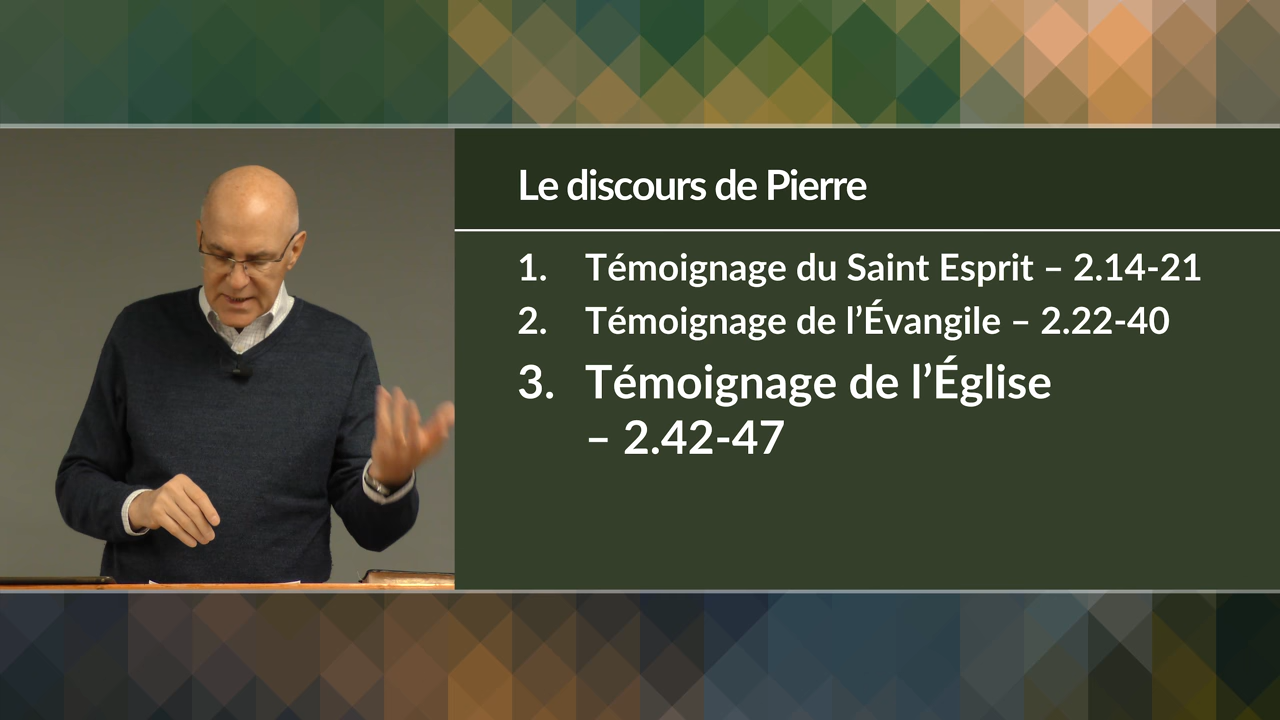 Le discours de Pierre
1. Témoignage du Saint Esprit – 2.14-21
2. Témoignage de l’Évangile – 2.22-40
3. Témoignage de l’Église
– 2.42-47